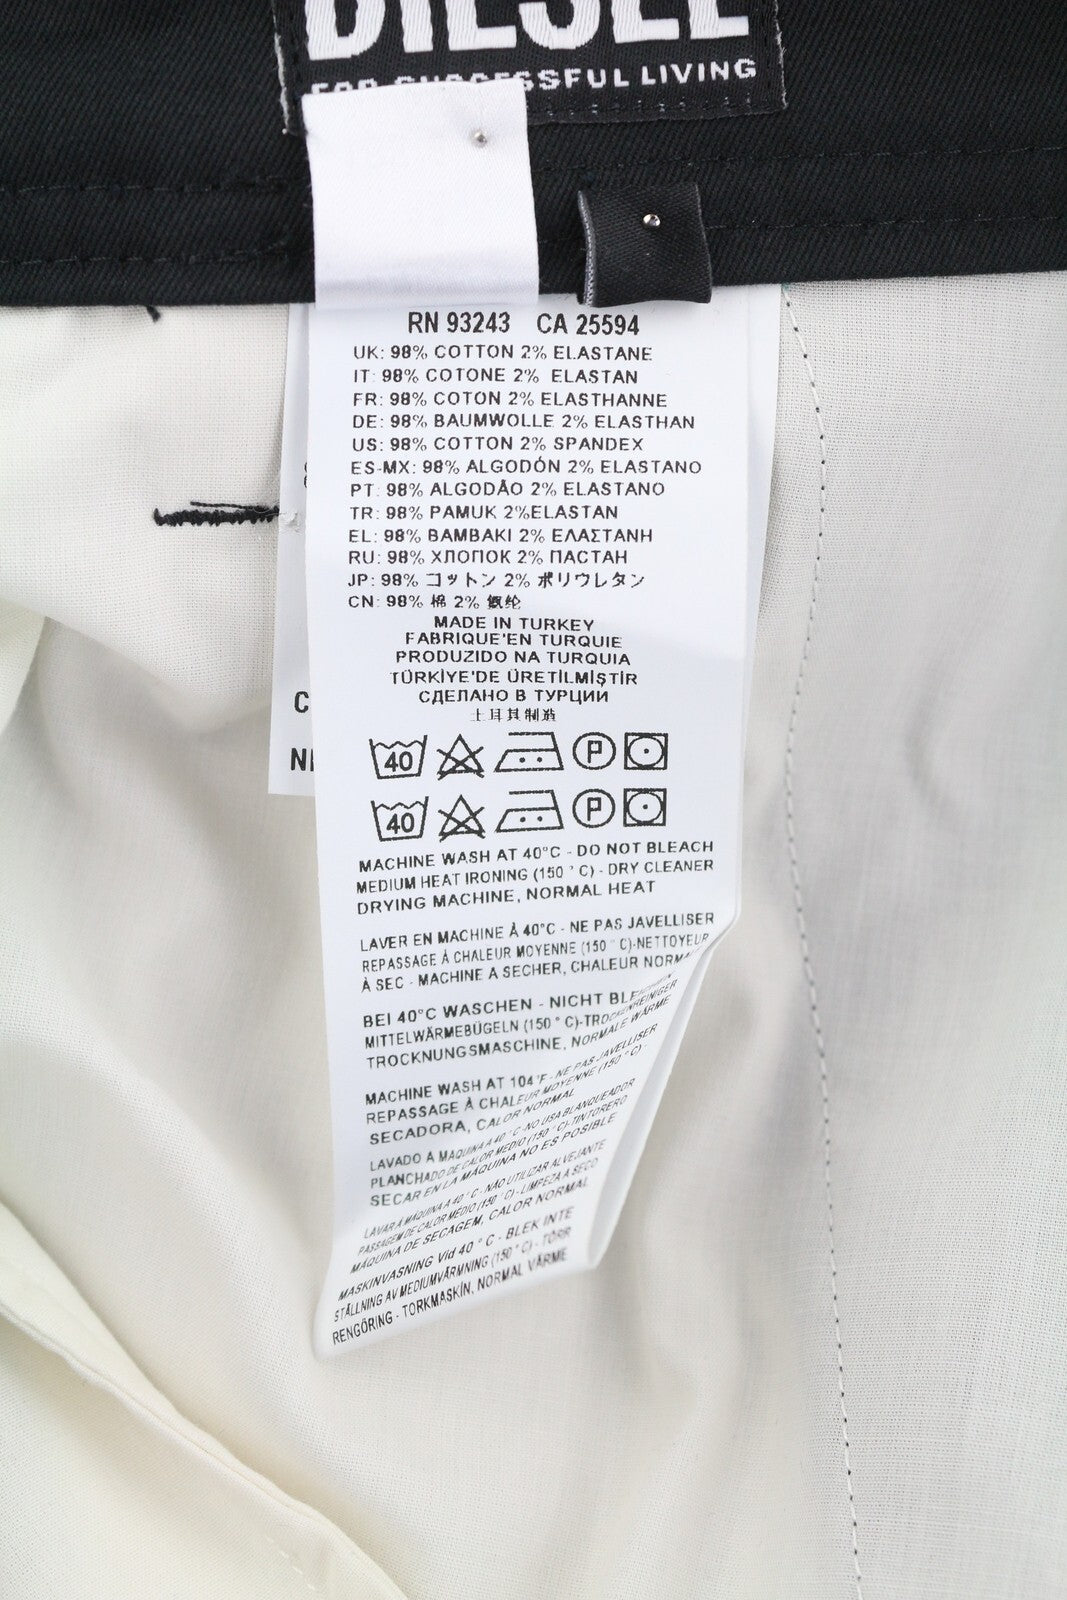 DIESEL
FOR SUCCESSFUL LIVING
RN 93243 CA 25594
UK: 98% COTTON 2% ELASTANE
IT: 98% COTONE 2% ELASTAN
FR: 98% COTON 2% ELASTHANNE
DE: 98% BAUMWOLLE 2% ELASTHAN
US: 98% COTTON 2% SPANDEX
ES-MX: 98% ALGODÓN 2% ELASTANO
PT: 98% ALGODÃO 2% ELASTANO
TR: 98% PAMUK 2%ELASTAN
EL: 98% ΒΑΜΒΑΚΙ 2% ΕΛΑΣΤΑΝΗ
RU: 98% ХЛОПОК 2% ПАСТАН
JP: 98% コットン 2% ポリウレタン
CN: 98% 棉 2% 氨纶
MADE IN TURKEY
FABRIQUE'EN TURQUIE
PRODUZIDO NA TURQUIA
TÜRKİYE'DE ÜRETİLMİŞTİR
СДЕЛАНО В ТУРЦИИ
土耳其制造
40 P
40 P
MACHINE WASH AT 40°C - DO NOT BLEACH
MEDIUM HEAT IRONING (150 °C) - DRY CLEANER
DRYING MACHINE, NORMAL HEAT
LAVER EN MACHINE À 40°C - NE PAS JAVELLISER
REPASSAGE À CHALEUR MOYENNE (150 °C)-NETTOYEUR
À SEC - MACHINE A SECHER, CHALEUR NORM
BEI 40°C WASCHEN - NICHT BLEICHEN
MITTELWÄRMEBÜGELN (150 °C)-TROCKENREINIGER
TROCKNUNGSMASCHINE, NORMALE WÄRME
MACHINE WASH AT 104°F - NE PAS JAVELLISER
REPASSAGE À CHALEUR MOYENNE (150 °C) -
SECADORA, CALOR NORMAL
LAVADO A MAQUINA A 40 °C - NO USA BLANQUEADOR
PLANCHADO DE CALOR MEDIO (150 °C)-TINTORERO
SECAR EN LA MÁQUINA NO ES POSIBLE
LAVAR A MÁQUINA A 40 °C - NÃO UTILIZAR ALVEJANTE
PASSAGEM DE CALOR MÉDIO (150 °C) - LIMPEZA A SECO
MÁQUINA DE SECAGEM, CALOR NORMAL
MASKINVASNING Vid 40 °C - BLEK INTE
STÄLLNING AV MEDIUMVÄRMNING (150 °C) - TORR
RENGÖRING - TORKMASKIN, NORMAL VÄRME